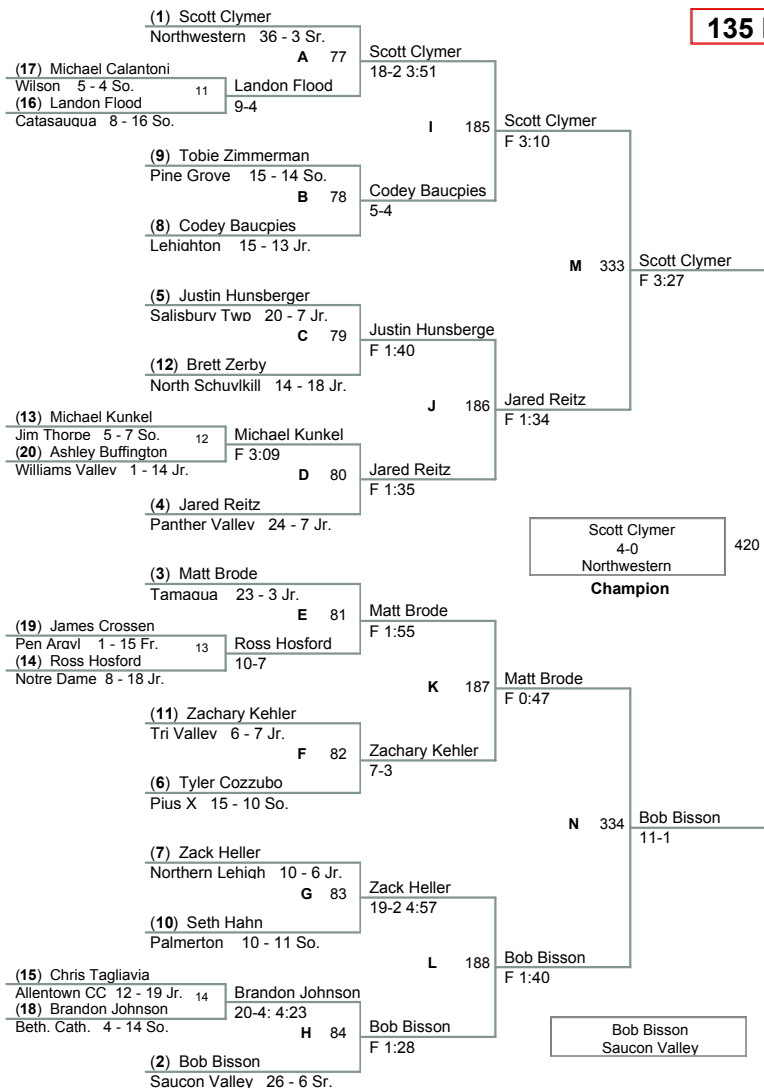 135
(1) Scott Clymer
Northwestern 36 - 3 Sr.
A 77
Scott Clymer
18-2 3:51
(17) Michael Calantoni
Wilson 5 - 4 So.
11
Landon Flood
9-4
(16) Landon Flood
Catasauqua 8 - 16 So.
I 185
Scott Clymer
F 3:10
(9) Tobie Zimmerman
Pine Grove 15 - 14 So.
B 78
Codey Baucpies
5-4
(8) Codey Baucpies
Lehighton 15 - 13 Jr.
M 333
Scott Clymer
F 3:27
(5) Justin Hunsberger
Salisbury Twp 20 - 7 Jr.
C 79
Justin Hunsberge
F 1:40
(12) Brett Zerby
North Schuylkill 14 - 18 Jr.
J 186
Jared Reitz
F 1:34
(13) Michael Kunkel
Jim Thorpe 5 - 7 So.
12
Michael Kunkel
F 3:09
(20) Ashley Buffington
Williams Valley 1 - 14 Jr.
D 80
Jared Reitz
F 1:35
(4) Jared Reitz
Panther Valley 24 - 7 Jr.
Scott Clymer
4-0
Northwestern
420
Champion
(3) Matt Brode
Tamaqua 23 - 3 Jr.
E 81
Matt Brode
F 1:55
(19) James Crossen
Pen Argyl 1 - 15 Fr.
13
Ross Hosford
10-7
(14) Ross Hosford
Notre Dame 8 - 18 Jr.
K 187
Matt Brode
F 0:47
(11) Zachary Kehler
Tri Valley 6 - 7 Jr.
F 82
Zachary Kehler
7-3
(6) Tyler Cozzubo
Pius X 15 - 10 So.
N 334
Bob Bisson
11-1
(7) Zack Heller
Northern Lehigh 10 - 6 Jr.
G 83
Zack Heller
19-2 4:57
(10) Seth Hahn
Palmerton 10 - 11 So.
L 188
Bob Bisson
F 1:40
(15) Chris Tagliavia
Allentown CC 12 - 19 Jr.
14
Brandon Johnson
20-4: 4:23
(18) Brandon Johnson
Beth. Cath. 4 - 14 So.
H 84
Bob Bisson
F 1:28
(2) Bob Bisson
Saucon Valley 26 - 6 Sr.
Bob Bisson
Saucon Valley